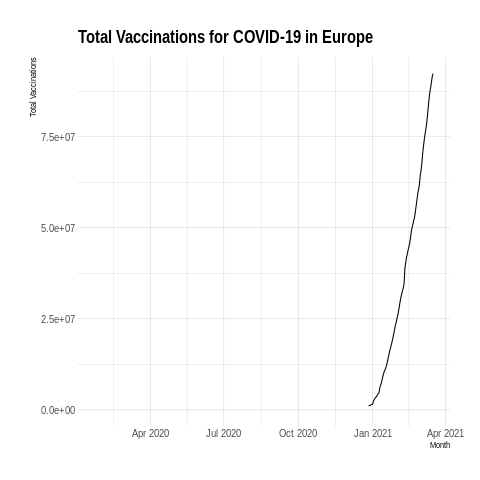 Total Vaccinations for COVID-19 in Europe
Total Vaccinations
7.5e+07
5.0e+07
2.5e+07
0.0e+00
Apr 2020 Jul 2020 Oct 2020 Jan 2021 Apr 2021
Month